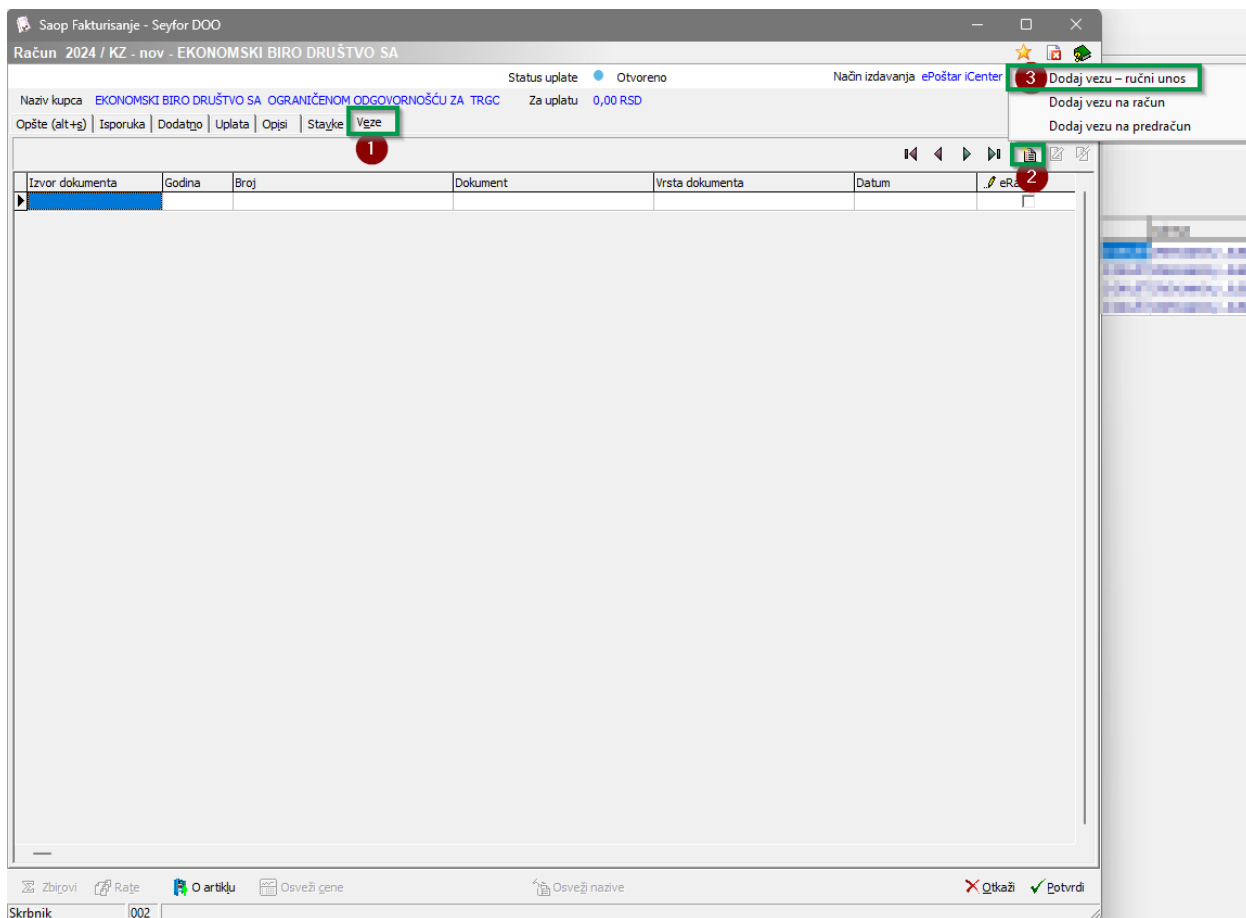 Saop Fakturisanje - Seyfor DOO
Račun 2024 / KZ - nov - EKONOMSKI BIRO DRUŠTVO SA
Status uplate Otvoreno Način izdavanja ePoštar iCenter
Naziv kupca EKONOMSKI BIRO DRUŠTVO SA OGRANIČENOM ODGOVORNOŠĆU ZA TRGC Za uplatu 0,00 RSD
3 Dodaj vezu – ručni unos
Dodaj vezu na račun
Dodaj vezu na predračun
Opšte (alt+s) Isporuka Dodatno Uplata Opisi Stavke Veze
1
2
Izvor dokumenta Godina Broj Dokument Vrsta dokumenta Datum
Zbirovi Rate O artiklu Osveži cene Osveži nazive Otkaži Potvrdi
Skrbnik 002